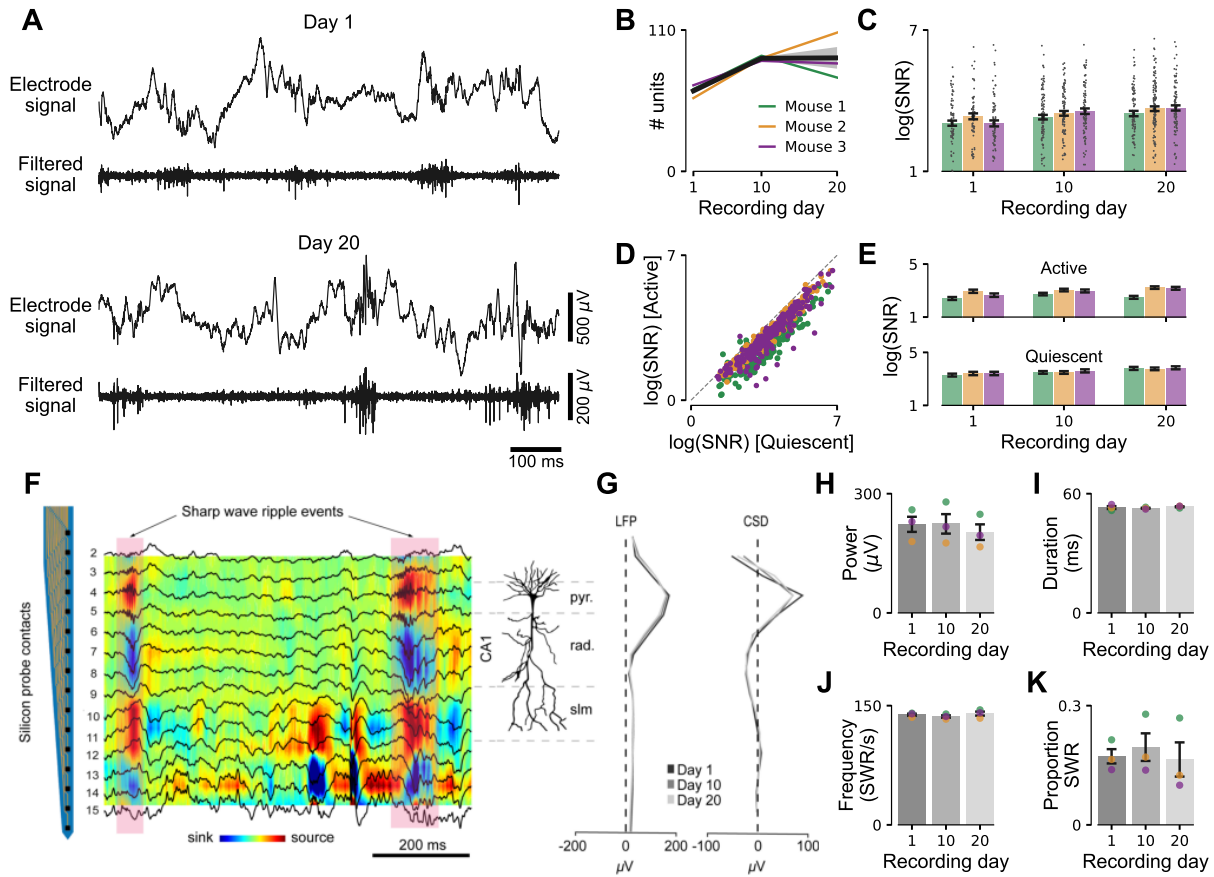 A
Day 1
Electrode
signal
Filtered
signal
Day 20
Electrode
signal
Filtered
signal
500 µV
200 µV
100 ms
B
110
# units
0
Mouse 1
Mouse 2
Mouse 3
1 10 20
Recording day
C
7
log(SNR)
1
1 10 20
Recording day
D
7
log(SNR) [Active]
0
0 7
log(SNR) [Quiescent]
E
5
Active
1
log(SNR)
5
Quiescent
1
1 10 20
Recording day
F
Sharp wave ripple events
Silicon probe contacts
2
3
4
5
6
7
8
9
10
11
12
13
14
15
pyr.
rad.
slm
CA1
sink source
200 ms
G
LFP CSD
Day 1
Day 10
Day 20
-200 0 200
µV
-100 0 100
µV
H
300
Power
(µV)
0
1 10 20
Recording day
I
60
Duration
(ms)
0
1 10 20
Recording day
J
150
Frequency
(SWR/s)
0
1 10 20
Recording day
K
0.3
Proportion
SWR
0.0
1 10 20
Recording day